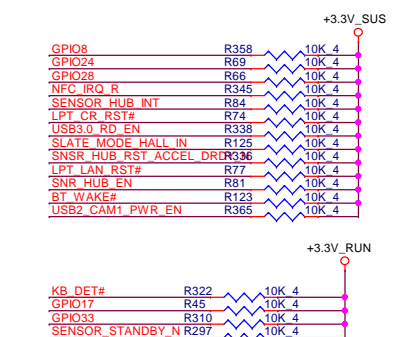 +3.3V_SUS
GPIO8 R358 10K_4
GPIO24 R69 10K_4
GPIO28 R66 10K_4
NFC_IRQ_R R345 10K_4
SENSOR_HUB_INT R84 10K_4
LPT_CR_RST# R74 10K_4
USB3.0_RD_EN R338 10K_4
SLATE_MODE_HALL_IN R125 10K_4
R336 10K_4
LPT_LAN_RST# R77 10K_4
SNR_HUB_EN R81 10K_4
BT_WAKE# R123 10K_4
USB2_CAM1_PWR_EN R365 10K_4
+3.3V_RUN
KB_DET# R322 10K_4
GPIO17 R45 10K_4
GPIO33 R310 10K_4
SENSOR_STANDBY_N R297 10K_4